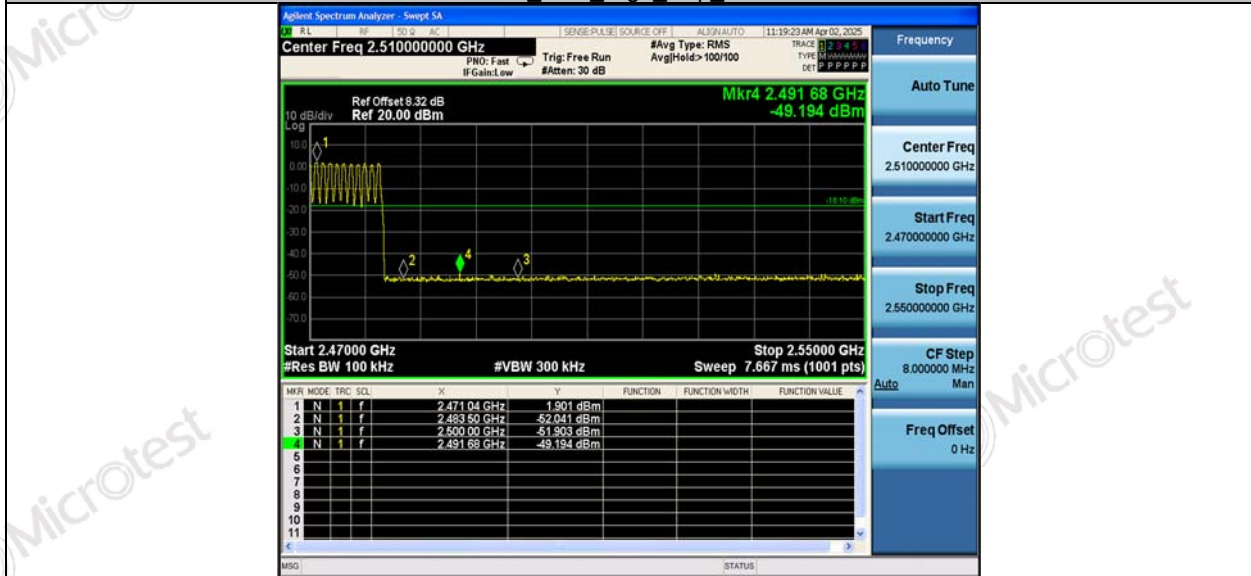 Agilent Spectrum Analyzer - Swept SA
RL RF 50 Ω AC SENSE:PULSE SOURCE OFF ALIGNAUTO 11:19:23 AM Apr 02, 2025
Center Freq 2.510000000 GHz
PNO: Fast
IFGain:Low
Trig: Free Run
#Atten: 30 dB
#Avg Type: RMS
Avg|Hold:>100/100
TRACE 1 2 3 4 5 6
TYPE M
DET P P P P P P
Frequency
Auto Tune
Center Freq
2.510000000 GHz
Start Freq
2.470000000 GHz
Stop Freq
2.550000000 GHz
CF Step
8.000000 MHz
Auto Man
Freq Offset
0 Hz
Mkr4 2.491 68 GHz
-49.194 dBm
Ref Offset 8.32 dB
10 dB/div Ref 20.00 dBm
Log
10.0
0.00
-10.0
-20.0
-30.0
-40.0
-50.0
-60.0
-70.0
1
2
4
3
-18.10 dBm
Start 2.47000 GHz Stop 2.55000 GHz
#Res BW 100 kHz #VBW 300 kHz Sweep 7.667 ms (1001 pts)
MKR MODE TRC SCL X Y FUNCTION FUNCTION WIDTH FUNCTION VALUE
1 N 1 f 2.471 04 GHz 1.901 dBm
2 N 1 f 2.483 50 GHz -52.041 dBm
3 N 1 f 2.500 00 GHz -51.903 dBm
4 N 1 f 2.491 68 GHz -49.194 dBm
5
6
7
8
9
10
11
MSG STATUS
Microtest
Microtest